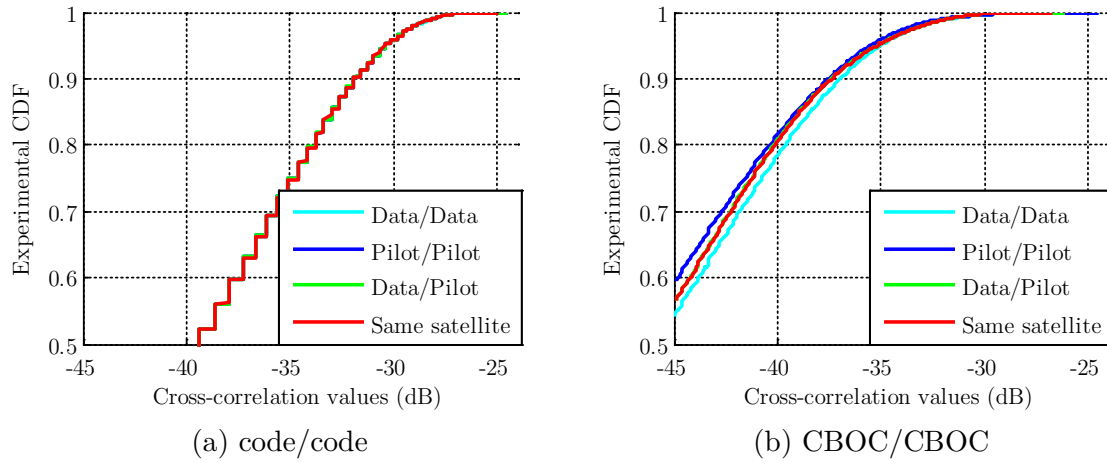 1
0.9
0.8
0.7
0.6
0.5
Experimental CDF
-45
-40
-35
-30
-25
Cross-correlation values (dB)
Data/Data
Pilot/Pilot
Data/Pilot
Same satellite
(a) code/code
1
0.9
0.8
0.7
0.6
0.5
Experimental CDF
-45
-40
-35
-30
-25
Cross-correlation values (dB)
Data/Data
Pilot/Pilot
Data/Pilot
Same satellite
(b) CBOC/CBOC